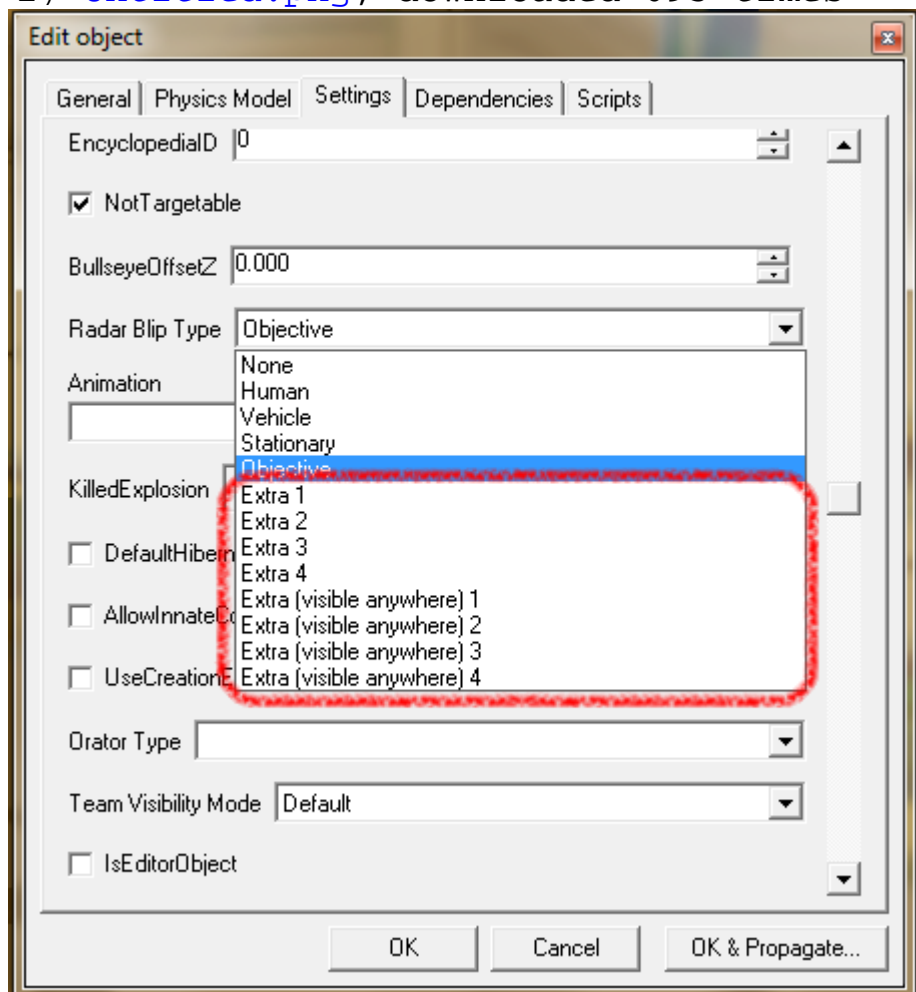 Edit object
General Physics Model Settings Dependencies Scripts
EncyclopediaID 0
NotTargetable
BullseyeOffsetZ 0.000
Radar Blip Type Objective
None
Animation
Human
Vehicle
Stationary
Objective
KilledExplosion
Extra 1
Extra 2
Extra 3
DefaultHibern
Extra 4
Extra (visible anywhere) 1
AllowInnateCo
Extra (visible anywhere) 2
Extra (visible anywhere) 3
UseCreationE
Extra (visible anywhere) 4
Orator Type
Team Visibility Mode Default
IsEditorObject
OK Cancel OK & Propagate...